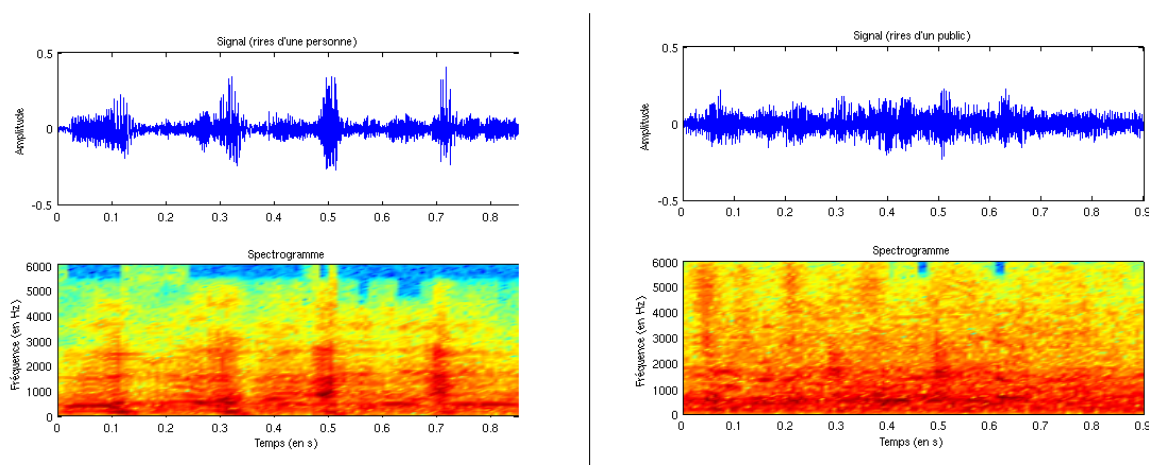 Signal (rires d'une personne)
0.5
0
-0.5
Amplitude
0 0.1 0.2 0.3 0.4 0.5 0.6 0.7 0.8
Spectrogramme
6000
5000
4000
3000
2000
1000
0
Fréquence (en Hz)
0 0.1 0.2 0.3 0.4 0.5 0.6 0.7 0.8
Temps (en s)
Signal (rires d'un public)
0.5
0
-0.5
Amplitude
0 0.1 0.2 0.3 0.4 0.5 0.6 0.7 0.8 0.9
Spectrogramme
6000
5000
4000
3000
2000
1000
0
Fréquence (en Hz)
0 0.1 0.2 0.3 0.4 0.5 0.6 0.7 0.8 0.9
Temps (en s)